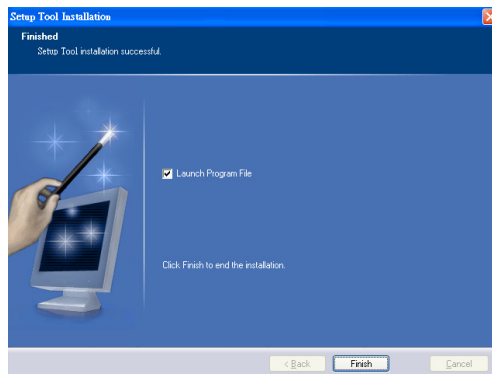 Setup Tool Installation
Finished
Setup Tool installation successful.
Launch Program File
Click Finish to end the installation.
< Back
Finish
Cancel